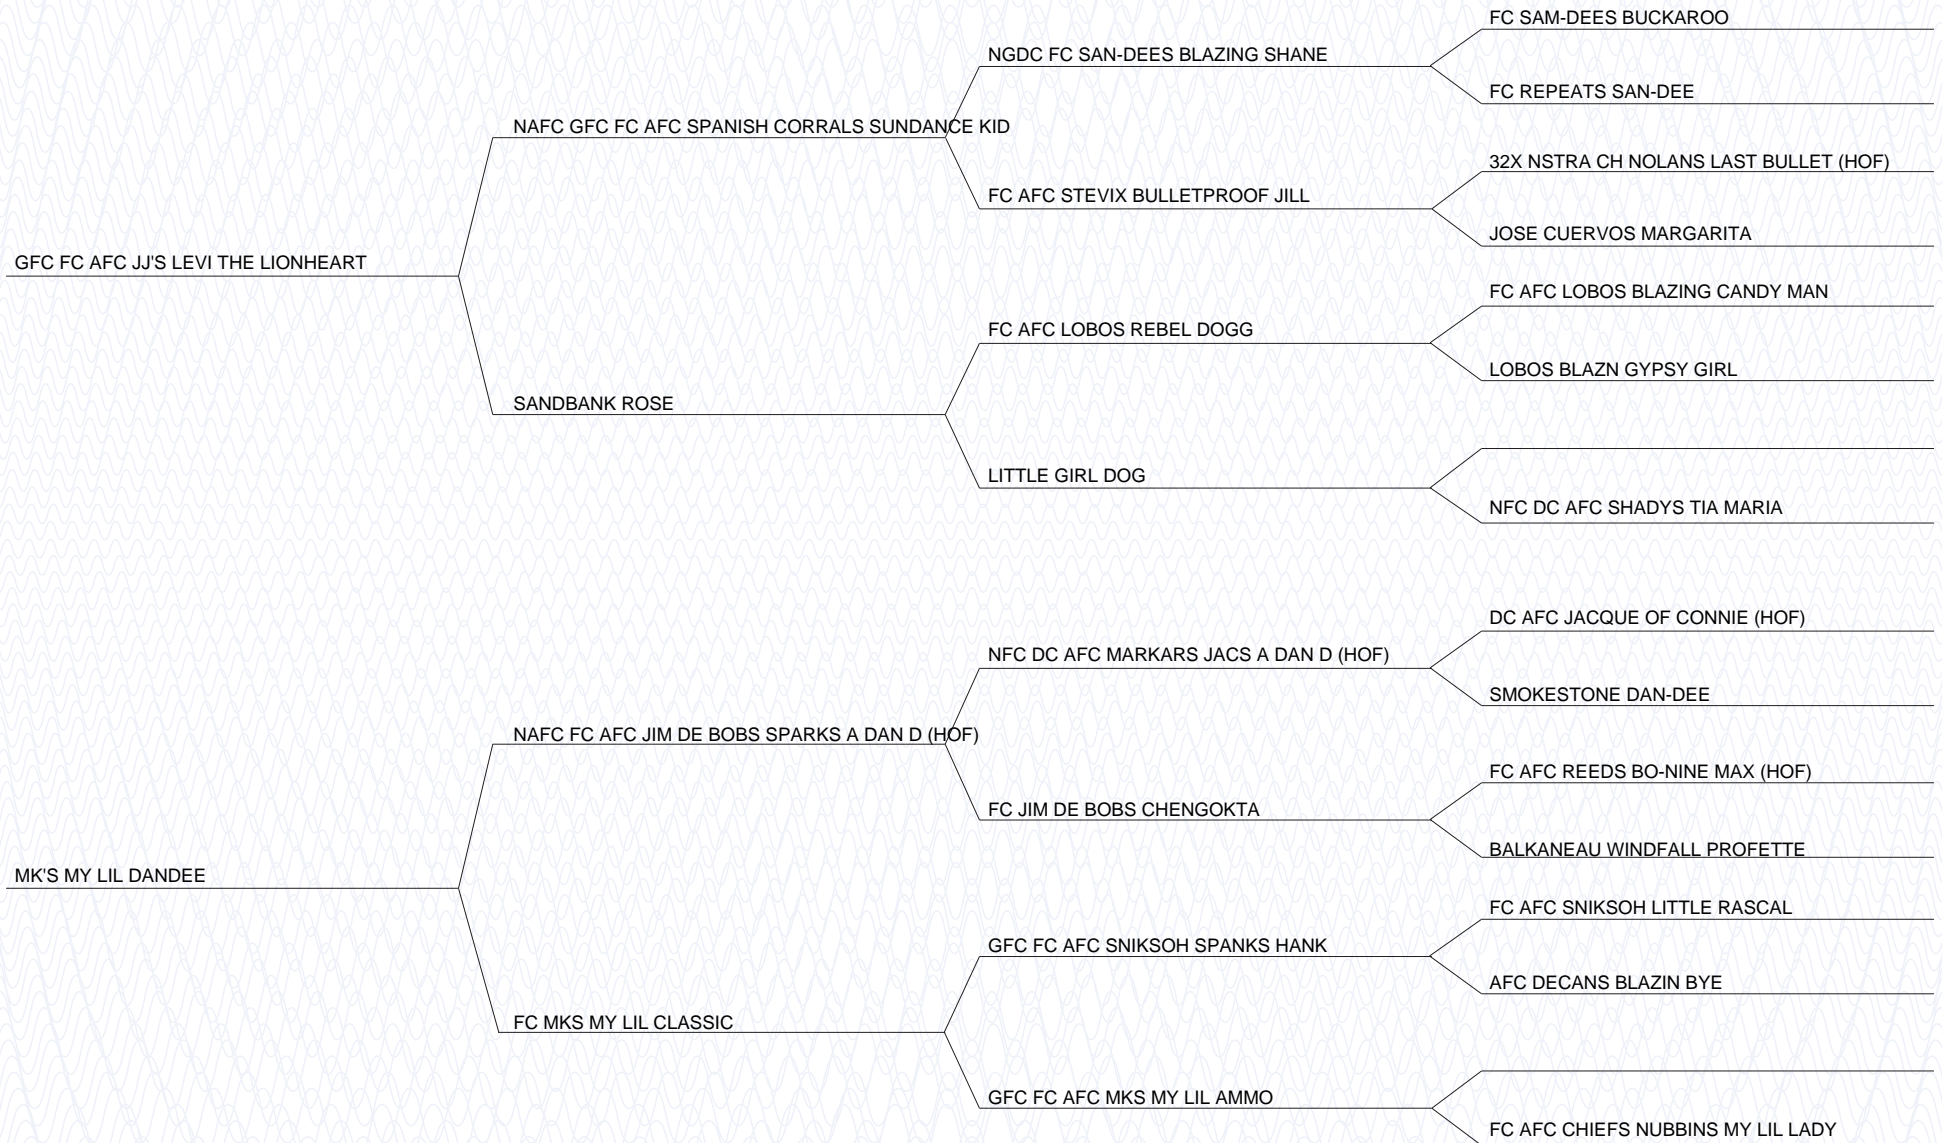 FC SAM-DEES BUCKAROO
NGDC FC SAN-DEES BLAZING SHANE
FC REPEATS SAN-DEE
NAFC GFC FC AFC SPANISH CORRALS SUNDANCE KID
32X NSTRA CH NOLANS LAST BULLET (HOF)
FC AFC STEVIX BULLETPROOF JILL
JOSE CUERVOS MARGARITA
GFC FC AFC JJ'S LEVI THE LIONHEART
FC AFC LOBOS BLAZING CANDY MAN
FC AFC LOBOS REBEL DOGG
LOBOS BLAZN GYPSY GIRL
SANDBANK ROSE
LITTLE GIRL DOG
NFC DC AFC SHADYS TIA MARIA
DC AFC JACQUE OF CONNIE (HOF)
NFC DC AFC MARKARS JACS A DAN D (HOF)
SMOKESTONE DAN-DEE
NAFC FC AFC JIM DE BOBS SPARKS A DAN D (HOF)
FC AFC REEDS BO-NINE MAX (HOF)
FC JIM DE BOBS CHENGOKTA
BALKANEAU WINDFALL PROFETTE
MK'S MY LIL DANDEE
FC AFC SNIKSOH LITTLE RASCAL
GFC FC AFC SNIKSOH SPANKS HANK
AFC DECANS BLAZIN BYE
FC MKS MY LIL CLASSIC
GFC FC AFC MKS MY LIL AMMO
FC AFC CHIEFS NUBBINS MY LIL LADY